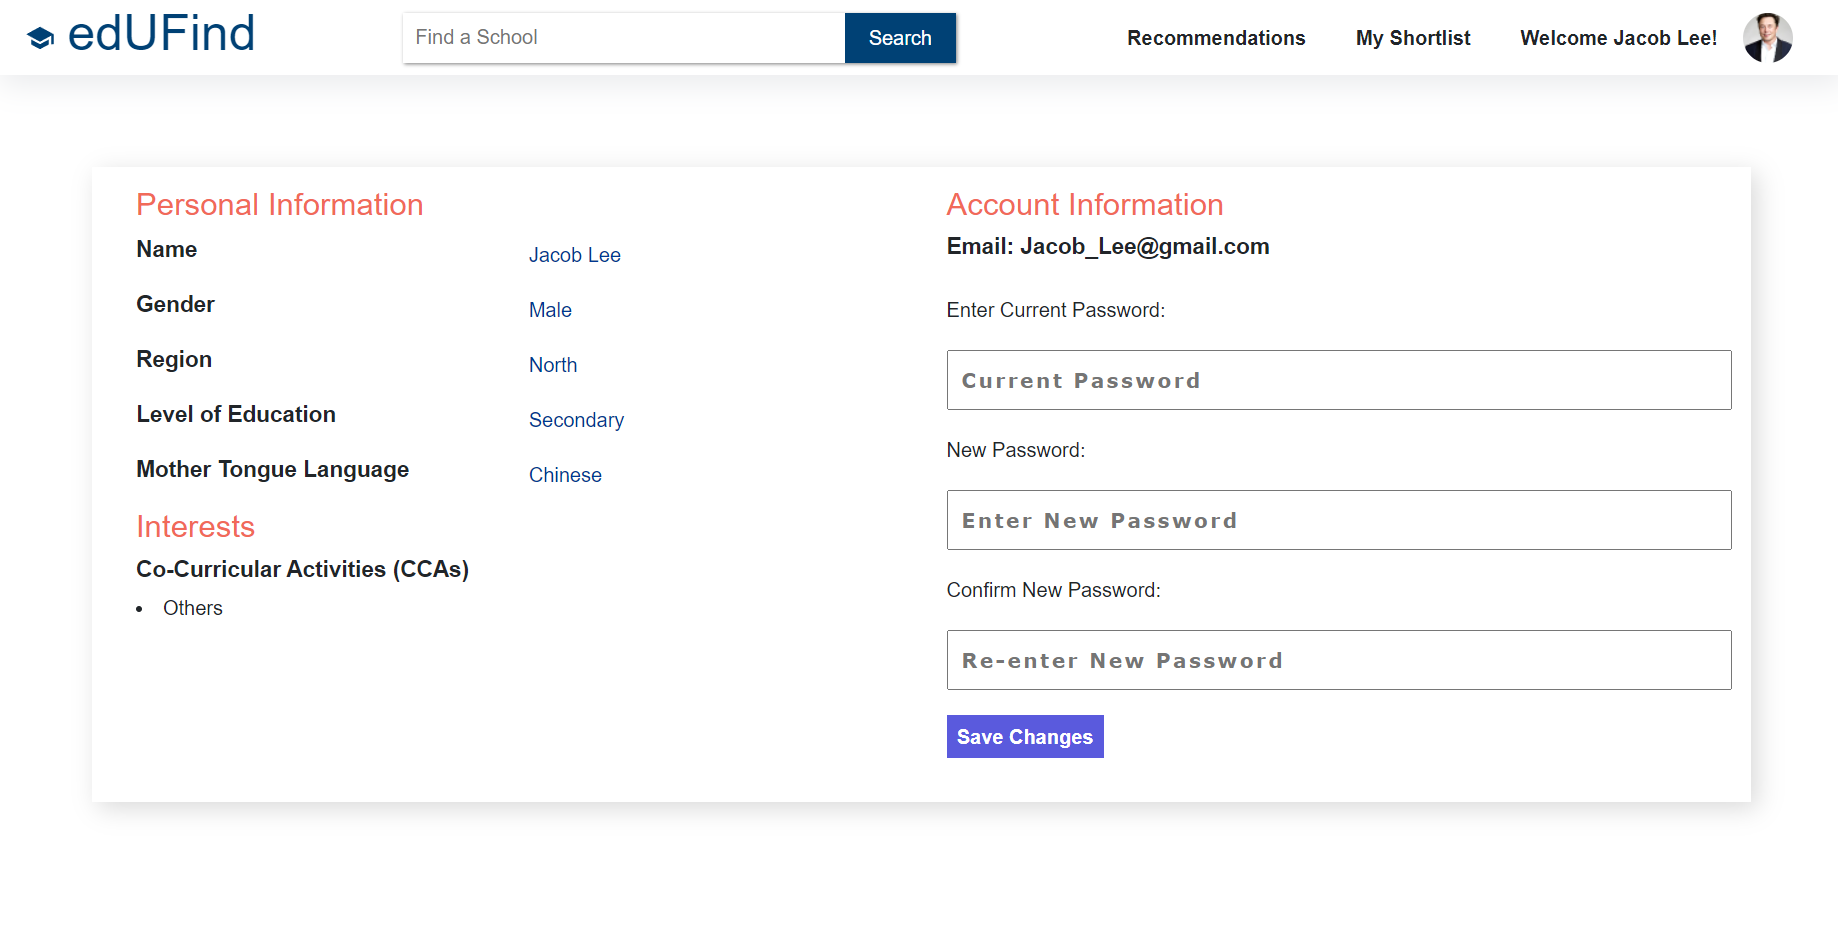 edUFind
Find a School
Search
Recommendations
My Shortlist
Welcome Jacob Lee!
Personal Information
Name
Jacob Lee
Gender
Male
Region
North
Level of Education
Secondary
Mother Tongue Language
Chinese
Interests
Co-Curricular Activities (CCAs)
• Others
Account Information
Email: Jacob_Lee@gmail.com
Enter Current Password:
Current Password
New Password:
Enter New Password
Confirm New Password:
Re-enter New Password
Save Changes